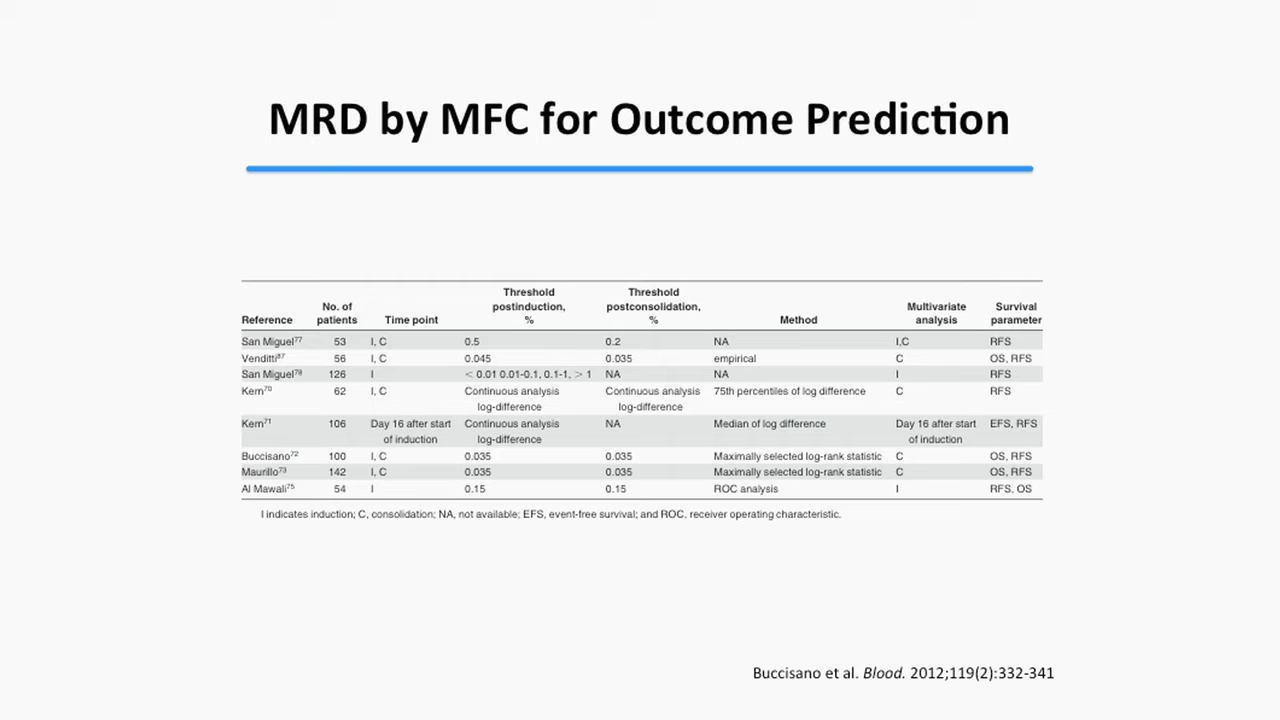 MRD by MFC for Outcome Prediction
Threshold Threshold
No. of postinduction, postconsolidation, Multivariate Survival
Reference patients Time point % % Method analysis parameter
San Miguel77 53 I, C 0.5 0.2 NA I,C RFS
Venditti87 56 I, C 0.045 0.035 empirical C OS, RFS
San Miguel78 126 I < 0.01 0.01-0.1, 0.1-1, > 1 NA NA I RFS
Kern70 62 I, C Continuous analysis Continuous analysis 75th percentiles of log difference C RFS
log-difference log-difference
Kern71 106 Day 16 after start Continuous analysis NA Median of log difference Day 16 after start EFS, RFS
of induction log-difference of induction
Buccisano72 100 I, C 0.035 0.035 Maximally selected log-rank statistic C OS, RFS
Maurillo73 142 I, C 0.035 0.035 Maximally selected log-rank statistic C OS, RFS
Al Mawali75 54 I 0.15 0.15 ROC analysis I RFS, OS
I indicates induction; C, consolidation; NA, not available; EFS, event-free survival; and ROC, receiver operating characteristic.
Buccisano et al. Blood. 2012;119(2):332-341